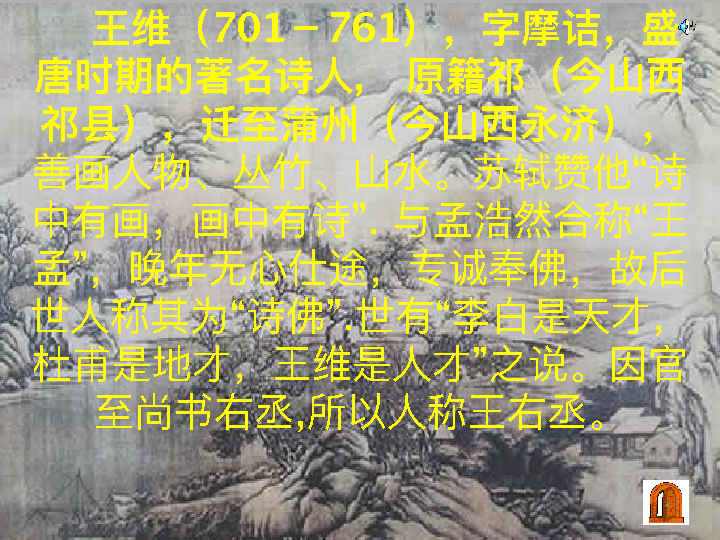 王维（701－761），字摩诘，盛
唐时期的著名诗人， 原籍祁（今山西
祁县），迁至蒲州（今山西永济），
善画人物、丛竹、山水。苏轼赞他“诗
中有画，画中有诗”. 与孟浩然合称“王
孟”，晚年无心仕途，专诚奉佛，故后
世人称其为“诗佛”.世有“李白是天才，
杜甫是地才，王维是人才”之说。因官
至尚书右丞,所以人称王右丞。